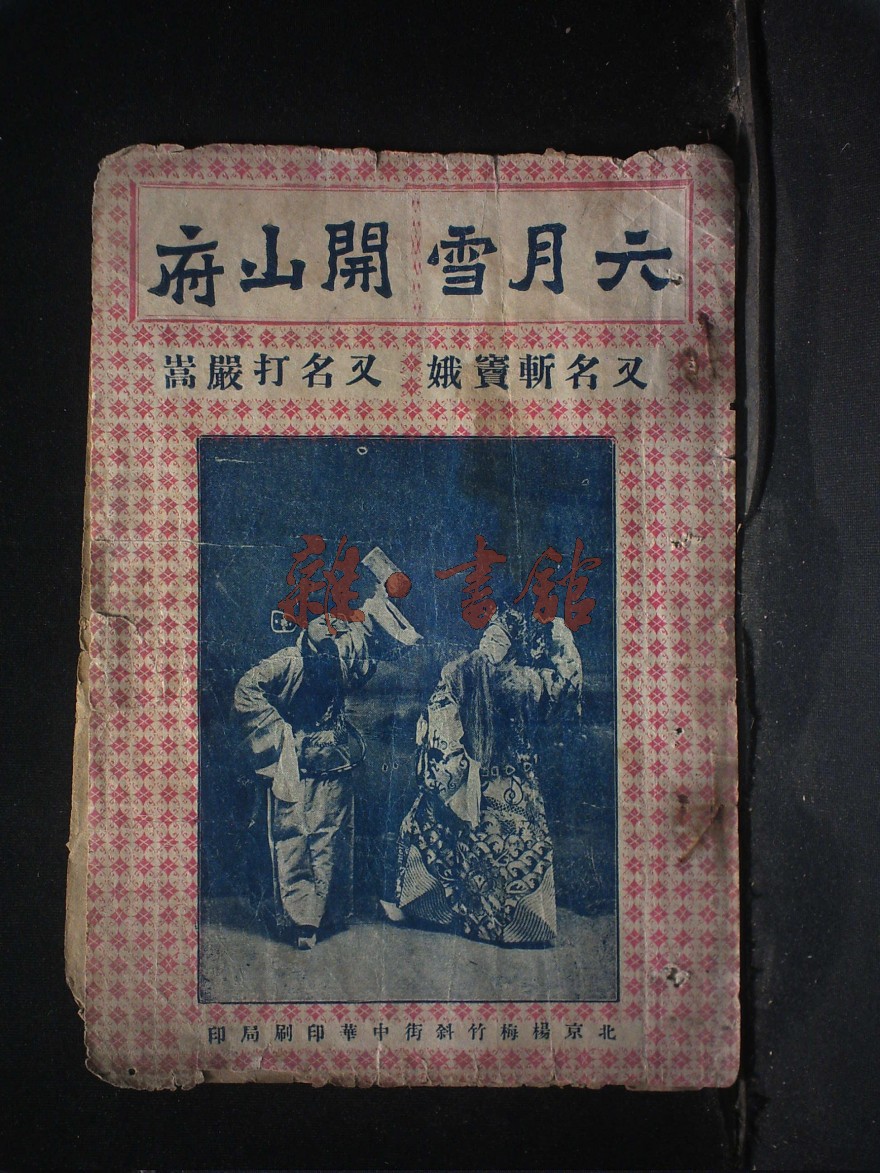 六月雪 開山府
又名斬竇娥 又名打嚴嵩
雜·書館
北京楊梅竹斜街中華印刷局印